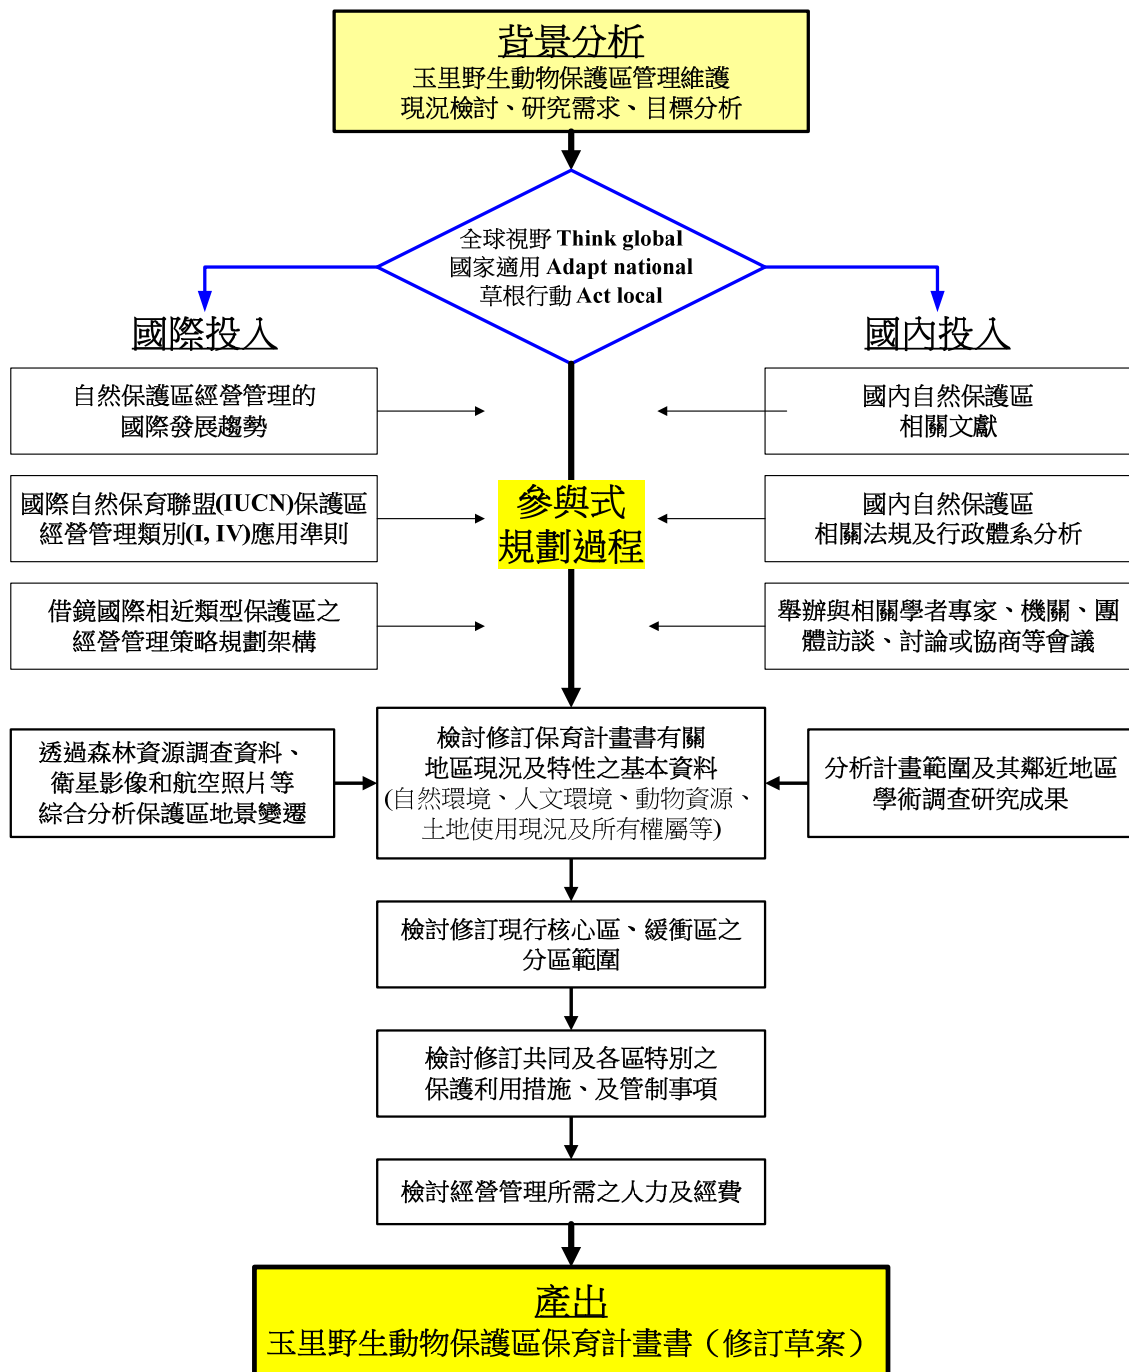 背景分析
玉里野生動物保護區管理維護
現況檢討、研究需求、目標分析
全球視野 Think global
國家適用 Adapt national
草根行動 Act local
國際投入
國內投入
自然保護區經營管理的
國際發展趨勢
國內自然保護區
相關文獻
國際自然保育聯盟(IUCN)保護區
經營管理類別(I, IV)應用準則
參與式
規劃過程
國內自然保護區
相關法規及行政體系分析
借鏡國際相近類型保護區之
經營管理策略規劃架構
舉辦與相關學者專家、機關、團
體訪談、討論或協商等會議
透過森林資源調查資料、
衛星影像和航空照片等
綜合分析保護區地景變遷
檢討修訂保育計畫書有關
地區現況及特性之基本資料
(自然環境、人文環境、動物資源、
土地使用現況及所有權屬等)
分析計畫範圍及其鄰近地區
學術調查研究成果
檢討修訂現行核心區、緩衝區之
分區範圍
檢討修訂共同及各區特別之
保護利用措施、及管制事項
檢討經營管理所需之人力及經費
產出
玉里野生動物保護區保育計畫書（修訂草案）